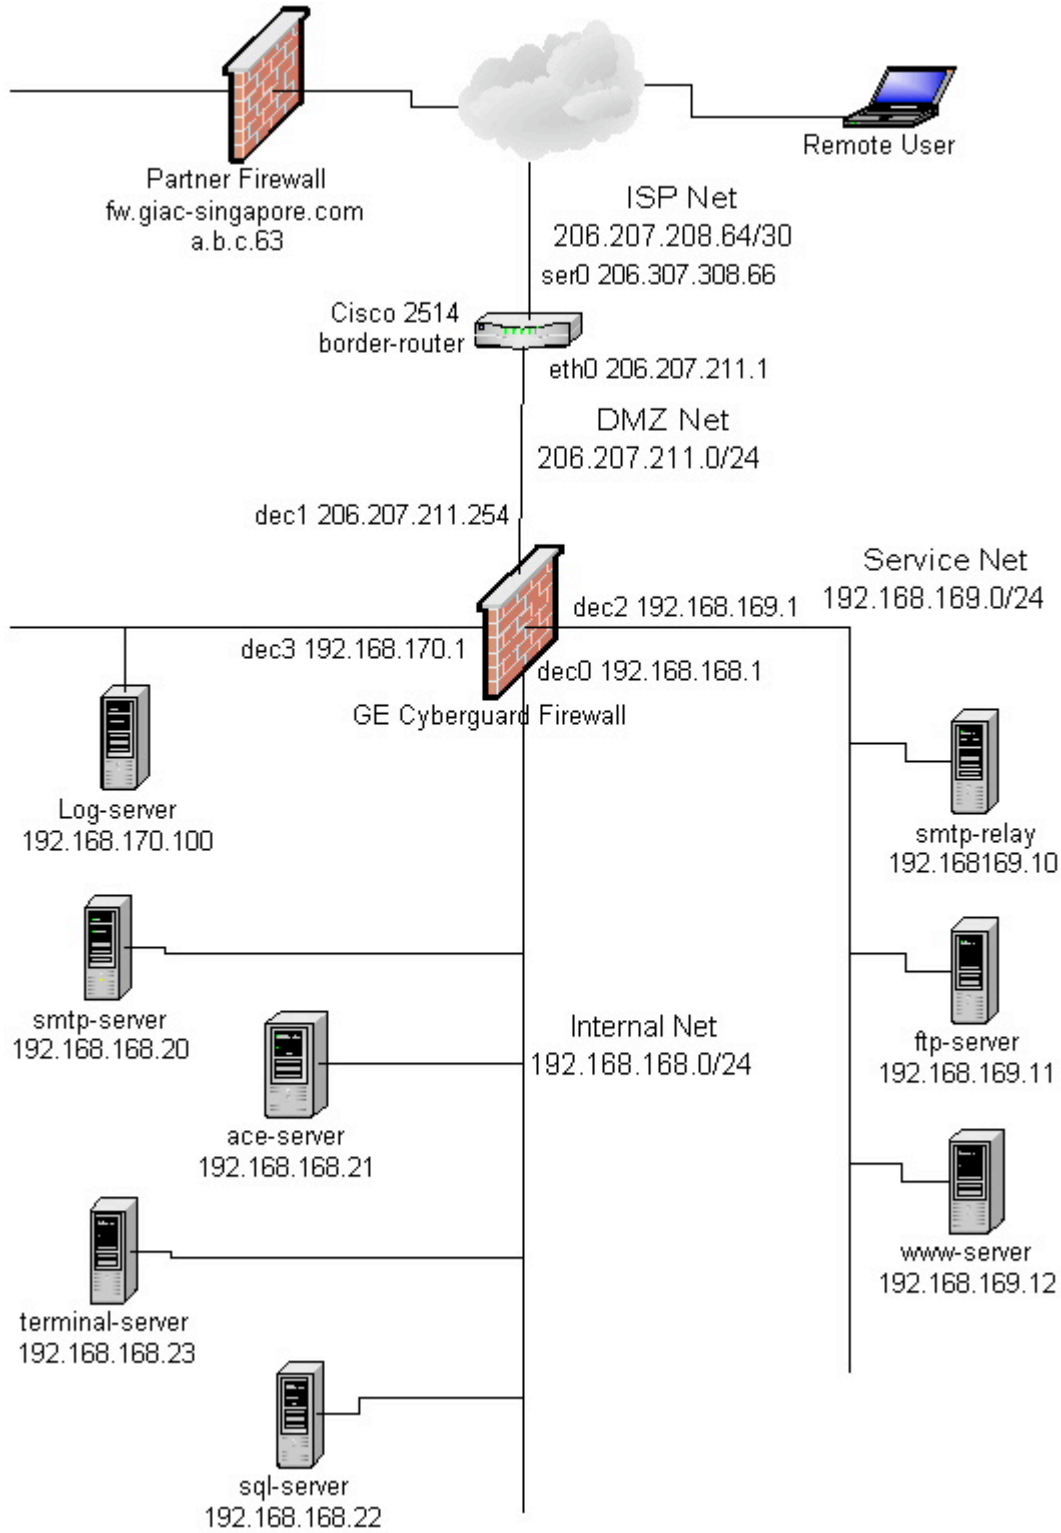 Remote User
Partner Firewall
fw.giac-singapore.com
a.b.c.63
ISP Net
206.207.208.64/30
ser0 206.307.308.66
Cisco 2514
border-router
eth0 206.207.211.1
DMZ Net
206.207.211.0/24
dec1 206.207.211.254
Service Net
192.168.169.0/24
dec2 192.168.169.1
dec3 192.168.170.1
dec0 192.168.168.1
GE Cyberguard Firewall
Log-server
192.168.170.100
smtp-relay
192.168169.10
smtp-server
192.168.168.20
Internal Net
192.168.168.0/24
ftp-server
192.168.169.11
ace-server
192.168.168.21
www-server
192.168.169.12
terminal-server
192.168.168.23
sql-server
192.168.168.22